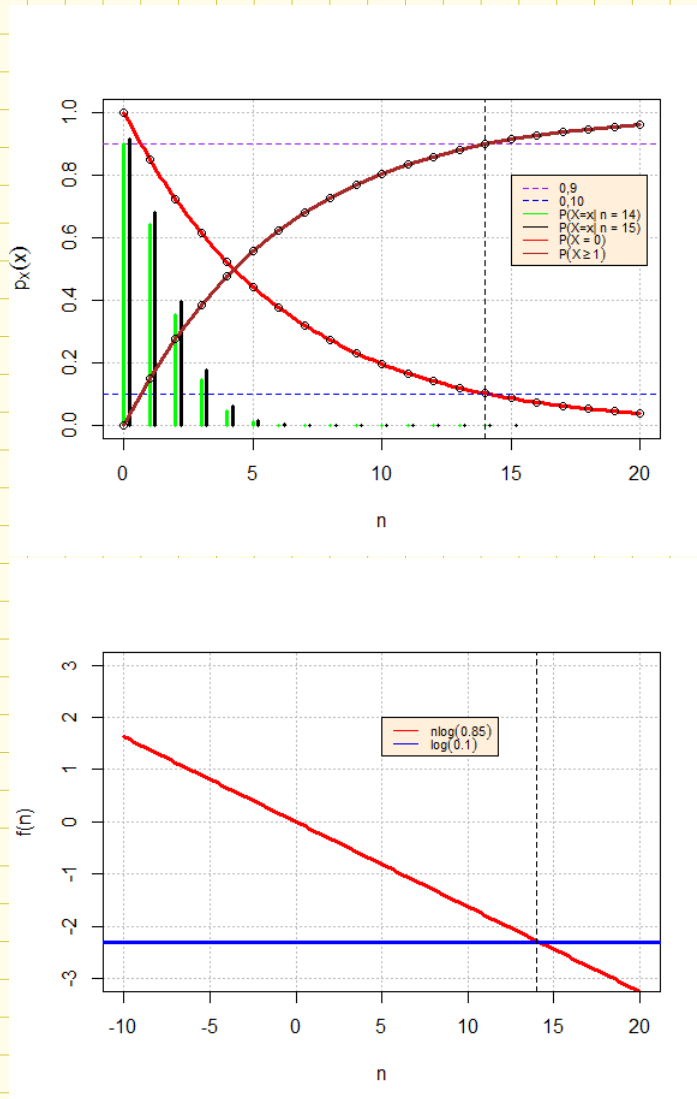 1.0
0.8
0.6
0.4
0.2
0.0
pX(x)
0,9
0,10
P(X=x| n = 14)
P(X=x| n = 15)
P(X = 0)
P(X ≥ 1)
0 5 10 15 20
n
3
2
1
0
-1
-2
-3
f(n)
nlog(0.85)
log(0.1)
-10 -5 0 5 10 15 20
n